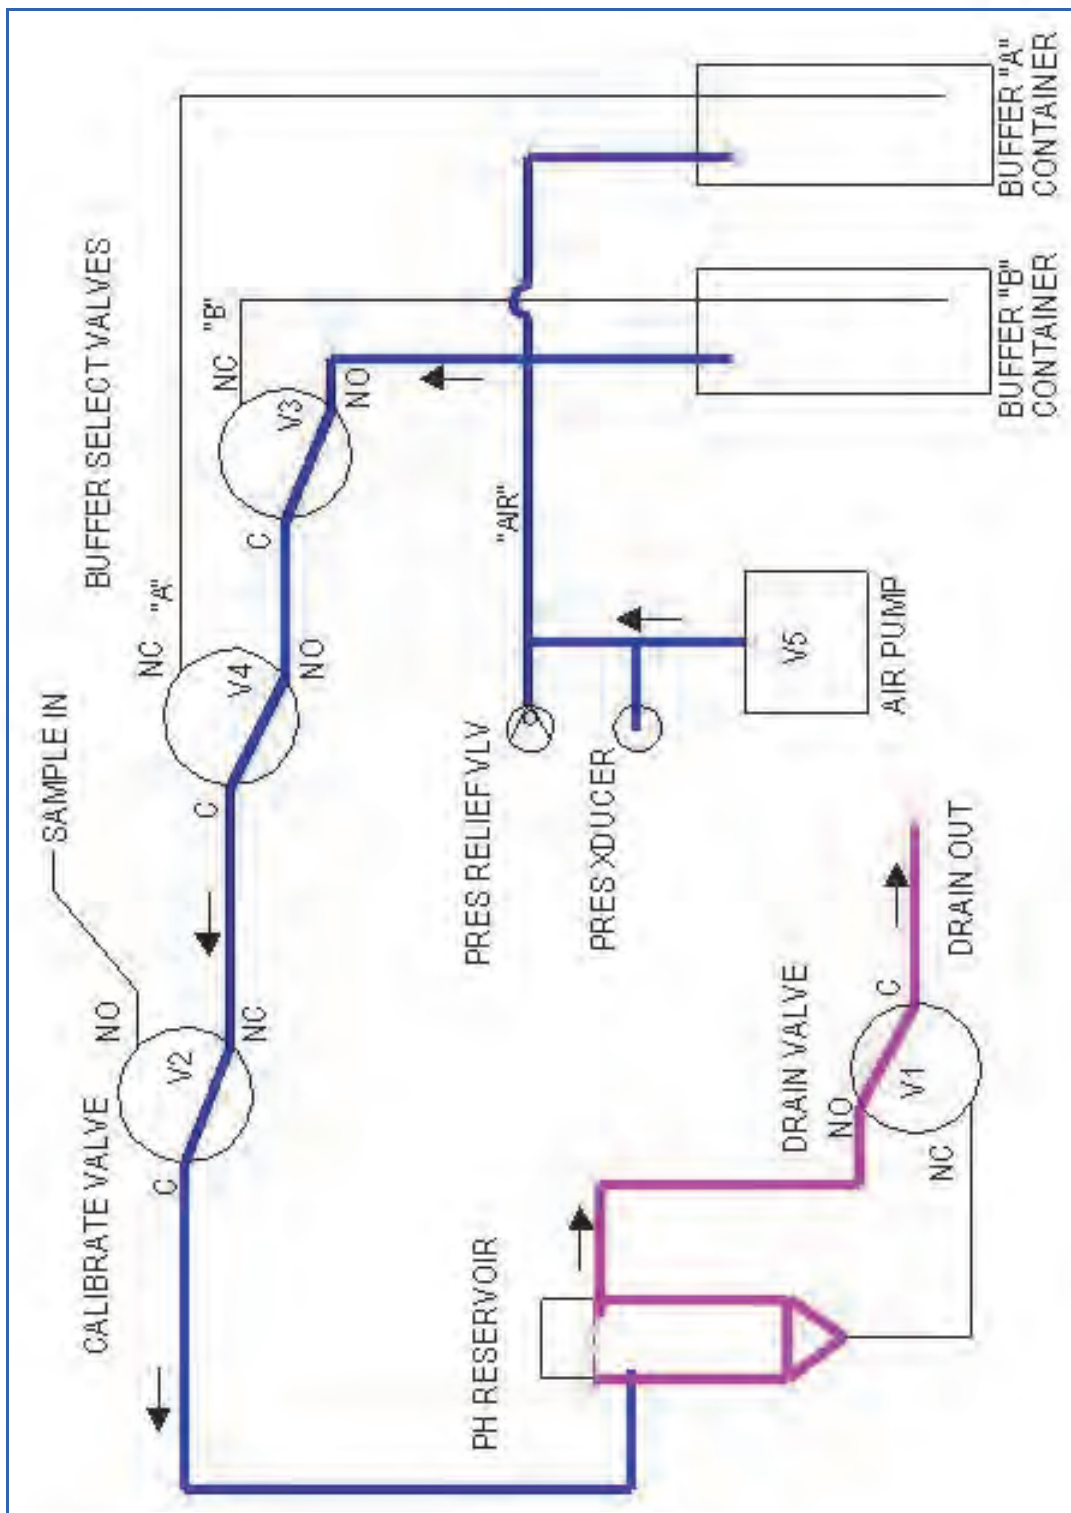 BUFFER "A"
CONTAINER
BUFFER "B"
CONTAINER
BUFFER SELECT VALVES
"B"
NC
V3
NO
C
"A"
NC
V4
NO
C
SAMPLE IN
NO
V2
NC
C
CALIBRATE VALVE
"AIR"
PRES RELIEF VLV
PRES XDUCER
V5
AIR PUMP
DRAIN VALVE
NO
V1
C
NC
DRAIN OUT
PH RESERVOIR